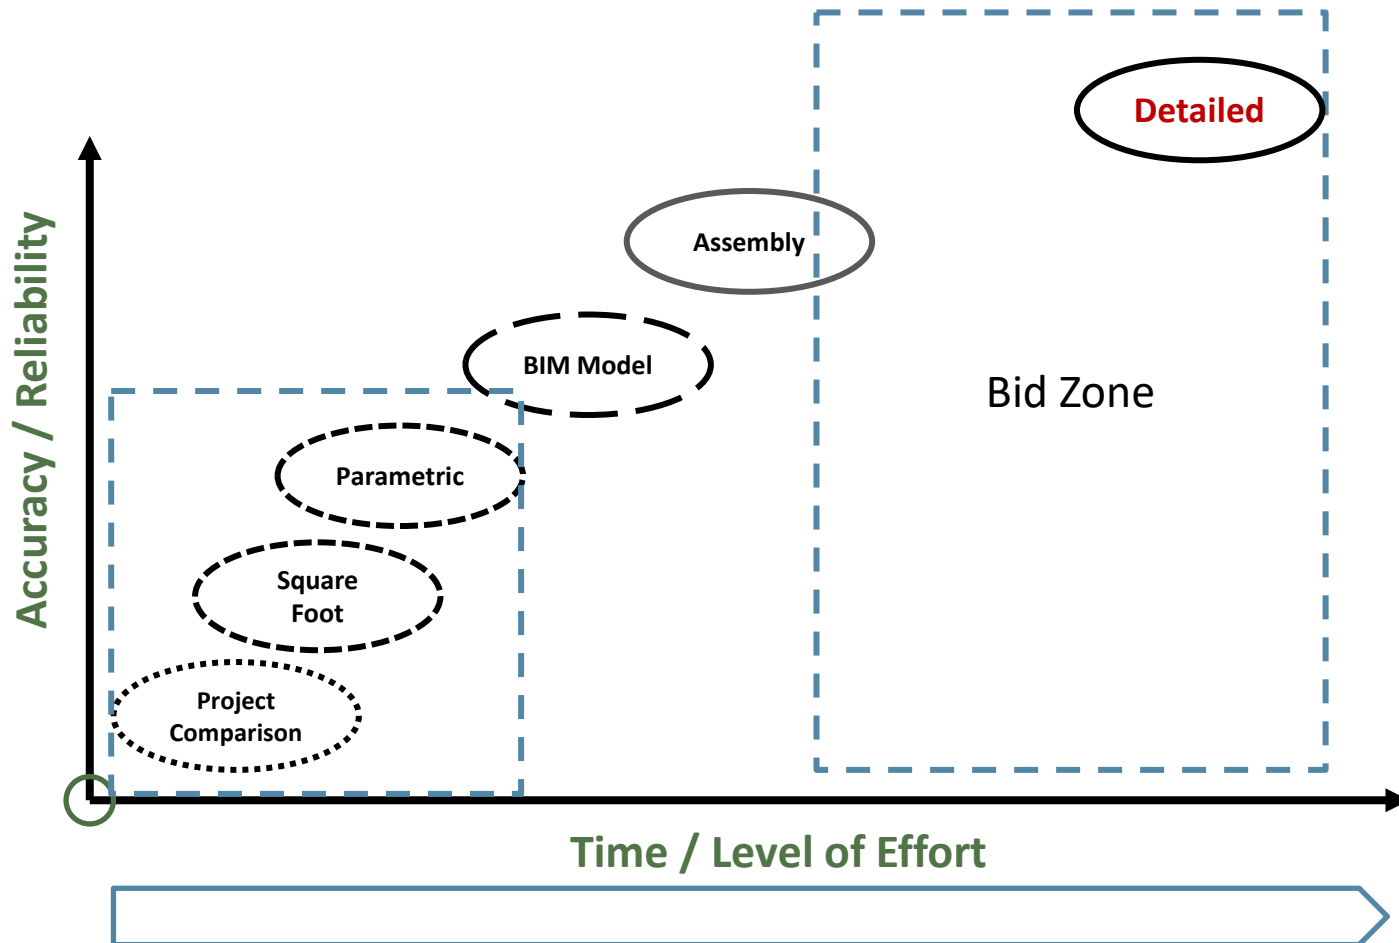 Detailed
Assembly
BIM Model
Bid Zone
Parametric
Square
Foot
Project
Comparison
Accuracy / Reliability
Time / Level of Effort